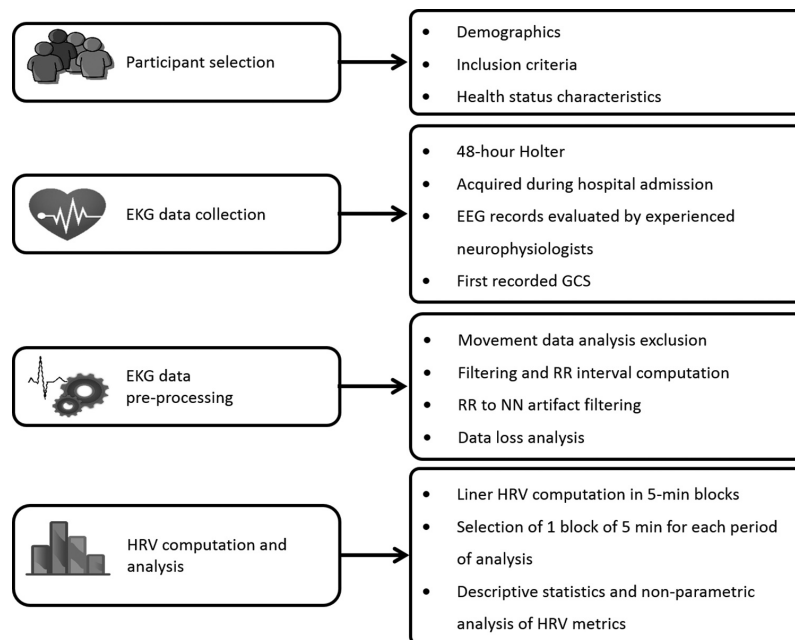 Participant selection
• Demographics
• Inclusion criteria
• Health status characteristics
EKG data collection
• 48-hour Holter
• Acquired during hospital admission
• EEG records evaluated by experienced
neurophysiologists
• First recorded GCS
EKG data
pre-processing
• Movement data analysis exclusion
• Filtering and RR interval computation
• RR to NN artifact filtering
• Data loss analysis
HRV computation and
analysis
• Liner HRV computation in 5-min blocks
• Selection of 1 block of 5 min for each period
of analysis
• Descriptive statistics and non-parametric
analysis of HRV metrics